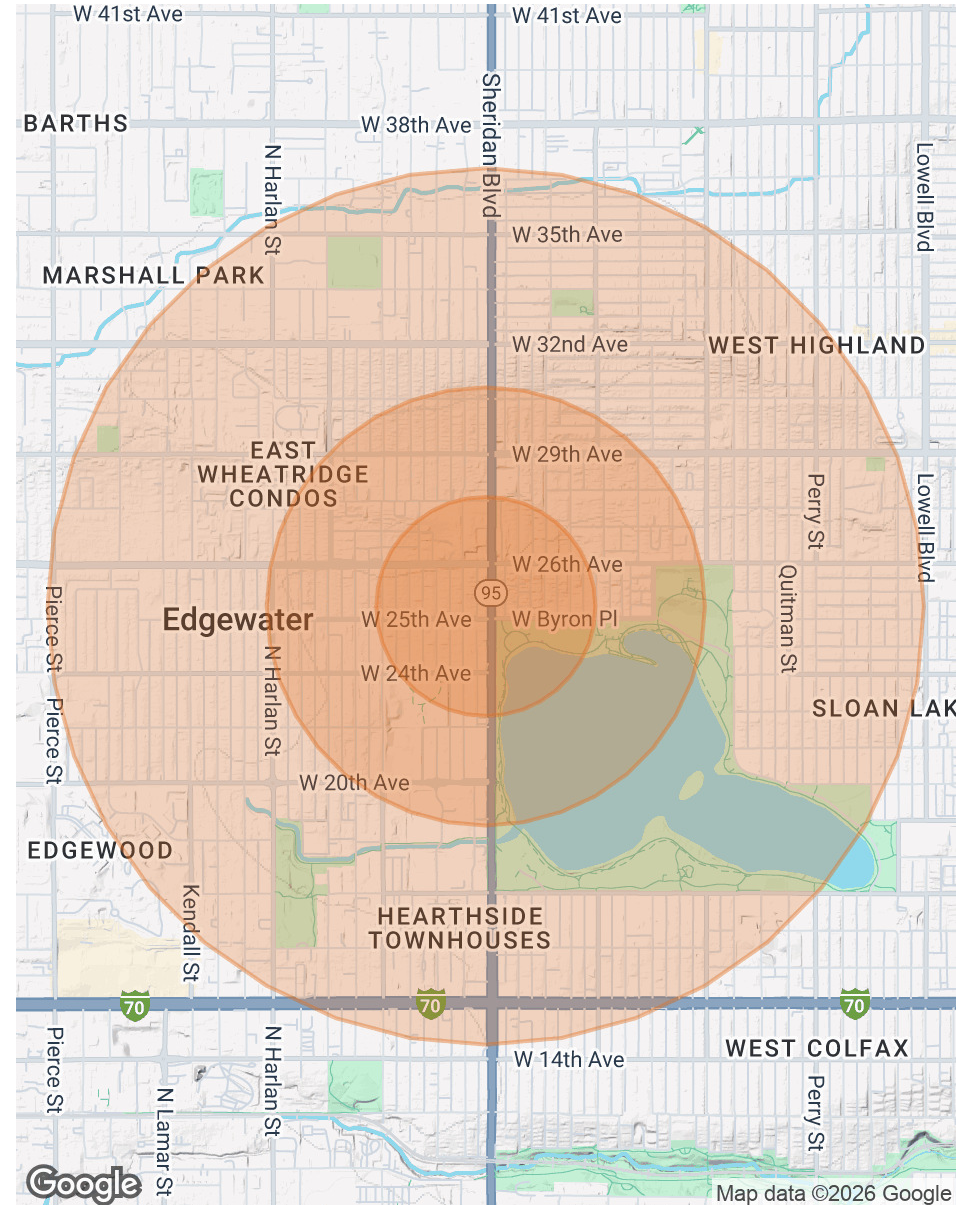 W 41st Ave
W 41st Ave
Sheridan Blvd
BARTHS
W 38th Ave
N Harlan St
Lowell Blvd
W 35th Ave
MARSHALL PARK
W 32nd Ave
WEST HIGHLAND
EAST
WHEATRIDGE
CONDOS
W 29th Ave
Perry St
Lowell Blvd
W 26th Ave
95
Quitman St
Pierce St
Edgewater
W 25th Ave
W Byron Pl
N Harlan St
W 24th Ave
Pierce St
SLOAN LAK
W 20th Ave
EDGEWOOD
Kendall St
HEARTHSIDE
TOWNHOUSES
70
70
70
Pierce St
N Harlan St
W 14th Ave
WEST COLFAX
Perry St
N Lamar St
Google
Map data ©2026 Google